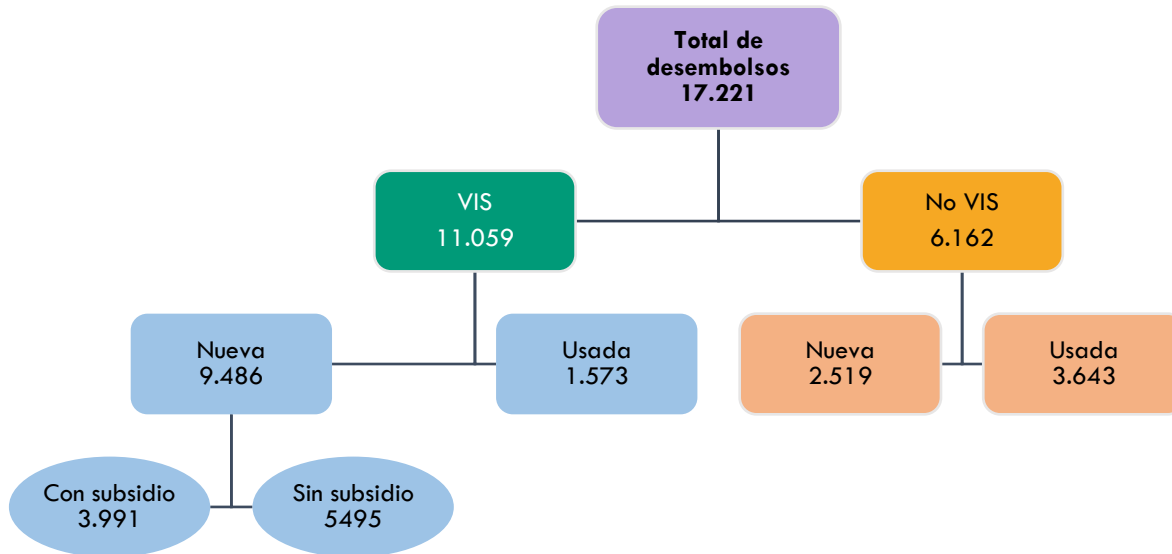 Total de
desembolsos
17.221
VIS
11.059
No VIS
6.162
Nueva
9.486
Usada
1.573
Nueva
2.519
Usada
3.643
Con subsidio
3.991
Sin subsidio
5495